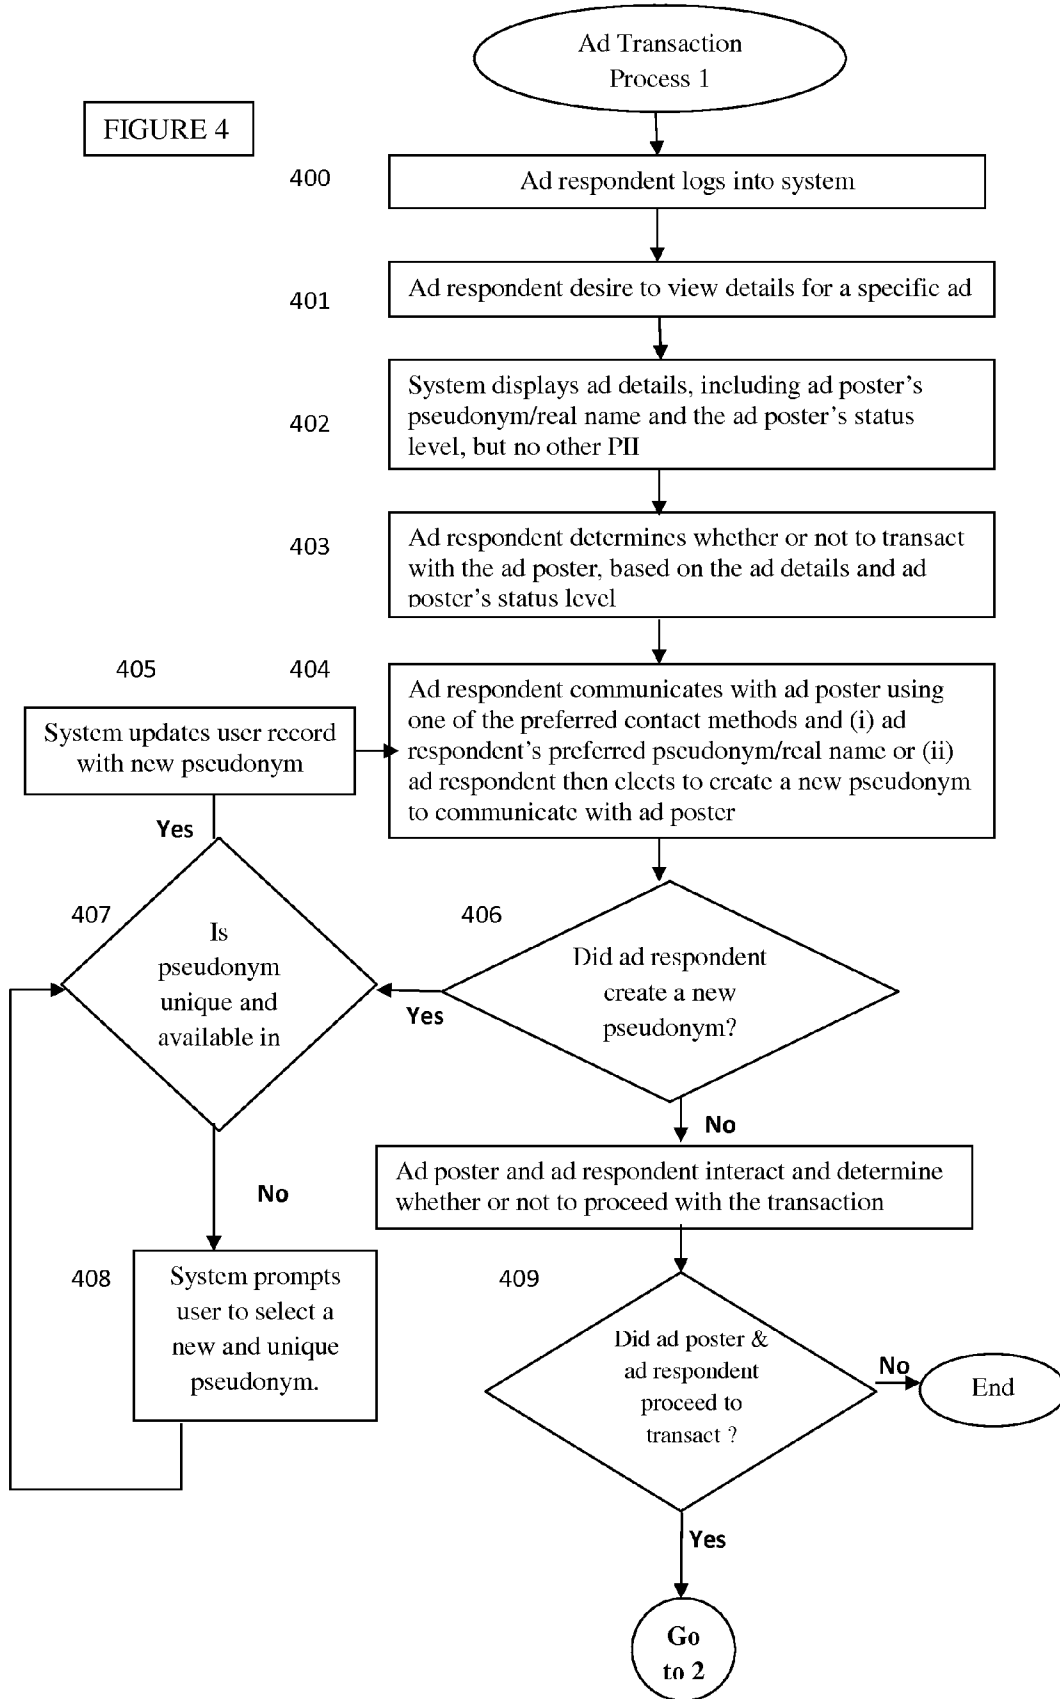 Ad Transaction
Process 1
FIGURE 4
400
Ad respondent logs into system
401
Ad respondent desire to view details for a specific ad
402
System displays ad details, including ad poster's
pseudonym/real name and the ad poster's status
level, but no other PII
403
Ad respondent determines whether or not to transact
with the ad poster, based on the ad details and ad
poster's status level
405
404
System updates user record
with new pseudonym
Ad respondent communicates with ad poster using
one of the preferred contact methods and (i) ad
respondent's preferred pseudonym/real name or (ii)
ad respondent then elects to create a new pseudonym
to communicate with ad poster
Yes
407
Is
pseudonym
unique and
available in
406
Did ad respondent
create a new
pseudonym?
Yes
No
Ad poster and ad respondent interact and determine
whether or not to proceed with the transaction
No
408
System prompts
user to select a
new and unique
pseudonym.
409
Did ad poster &
ad respondent
proceed to
transact ?
No
End
Yes
Go
to 2